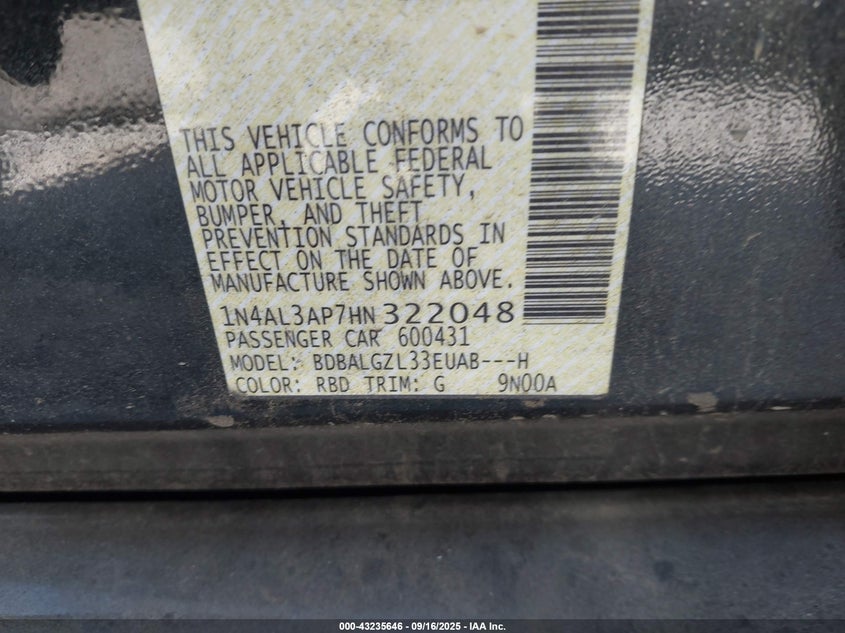 THIS VEHICLE CONFORMS TO
ALL APPLICABLE FEDERAL
MOTOR VEHICLE SAFETY,
BUMPER, AND THEFT
PREVENTION STANDARDS IN
EFFECT ON THE DATE OF
MANUFACTURE SHOWN ABOVE.
1N4AL3AP7HN 322048
PASSENGER CAR 600431
MODEL: BDBALGZL33EUAB---H
COLOR: RBD TRIM: G 9N00A
000-43235646 - 09/16/2025 - IAA Inc.